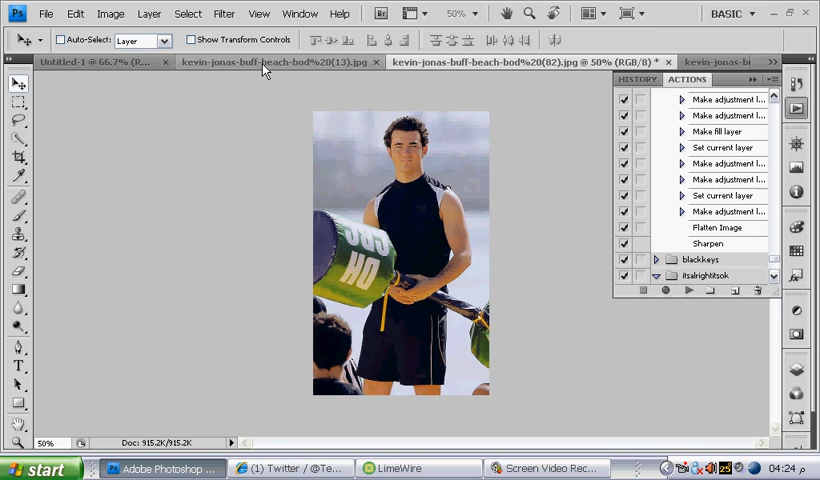 Ps File Edit Image Layer Select Filter View Window Help Br 50% BASIC
Auto-Select: Layer Show Transform Controls
Untitled-1 @ 66.7% (R... kevin-jonas-buff-beach-bod%20(13).jpg kevin-jonas-buff-beach-bod%20(82).jpg @ 50% (RGB/8) * kevin-jonas-bu
HISTORY ACTIONS
Make adjustment l...
Make adjustment l...
Make fill layer
Set current layer
Make adjustment l...
Make adjustment l...
Set current layer
Make adjustment l...
Flatten Image
Sharpen
blackkeys
itsalrightitsok
50% Doc: 915.2K/915.2K
start Ps Adobe Photoshop ... (1) Twitter / @Te... LimeWire Screen Video Rec... 25 04:24 م